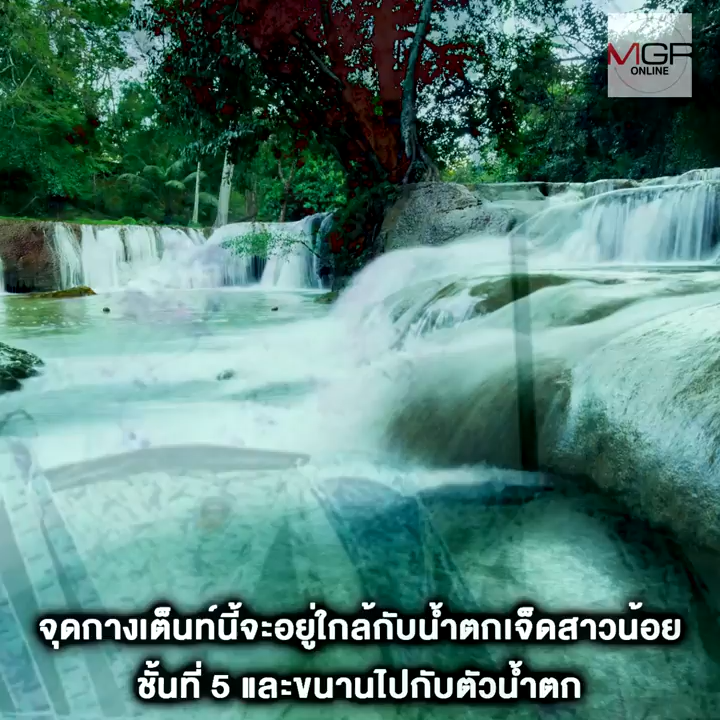 MGR
ONLINE
จุดกางเต็นท์นี้จะอยู่ใกล้กับน้ำตกเจ็ดสาวน้อย
ชั้นที่ 5 และขนานไปกับตัวน้ำตก